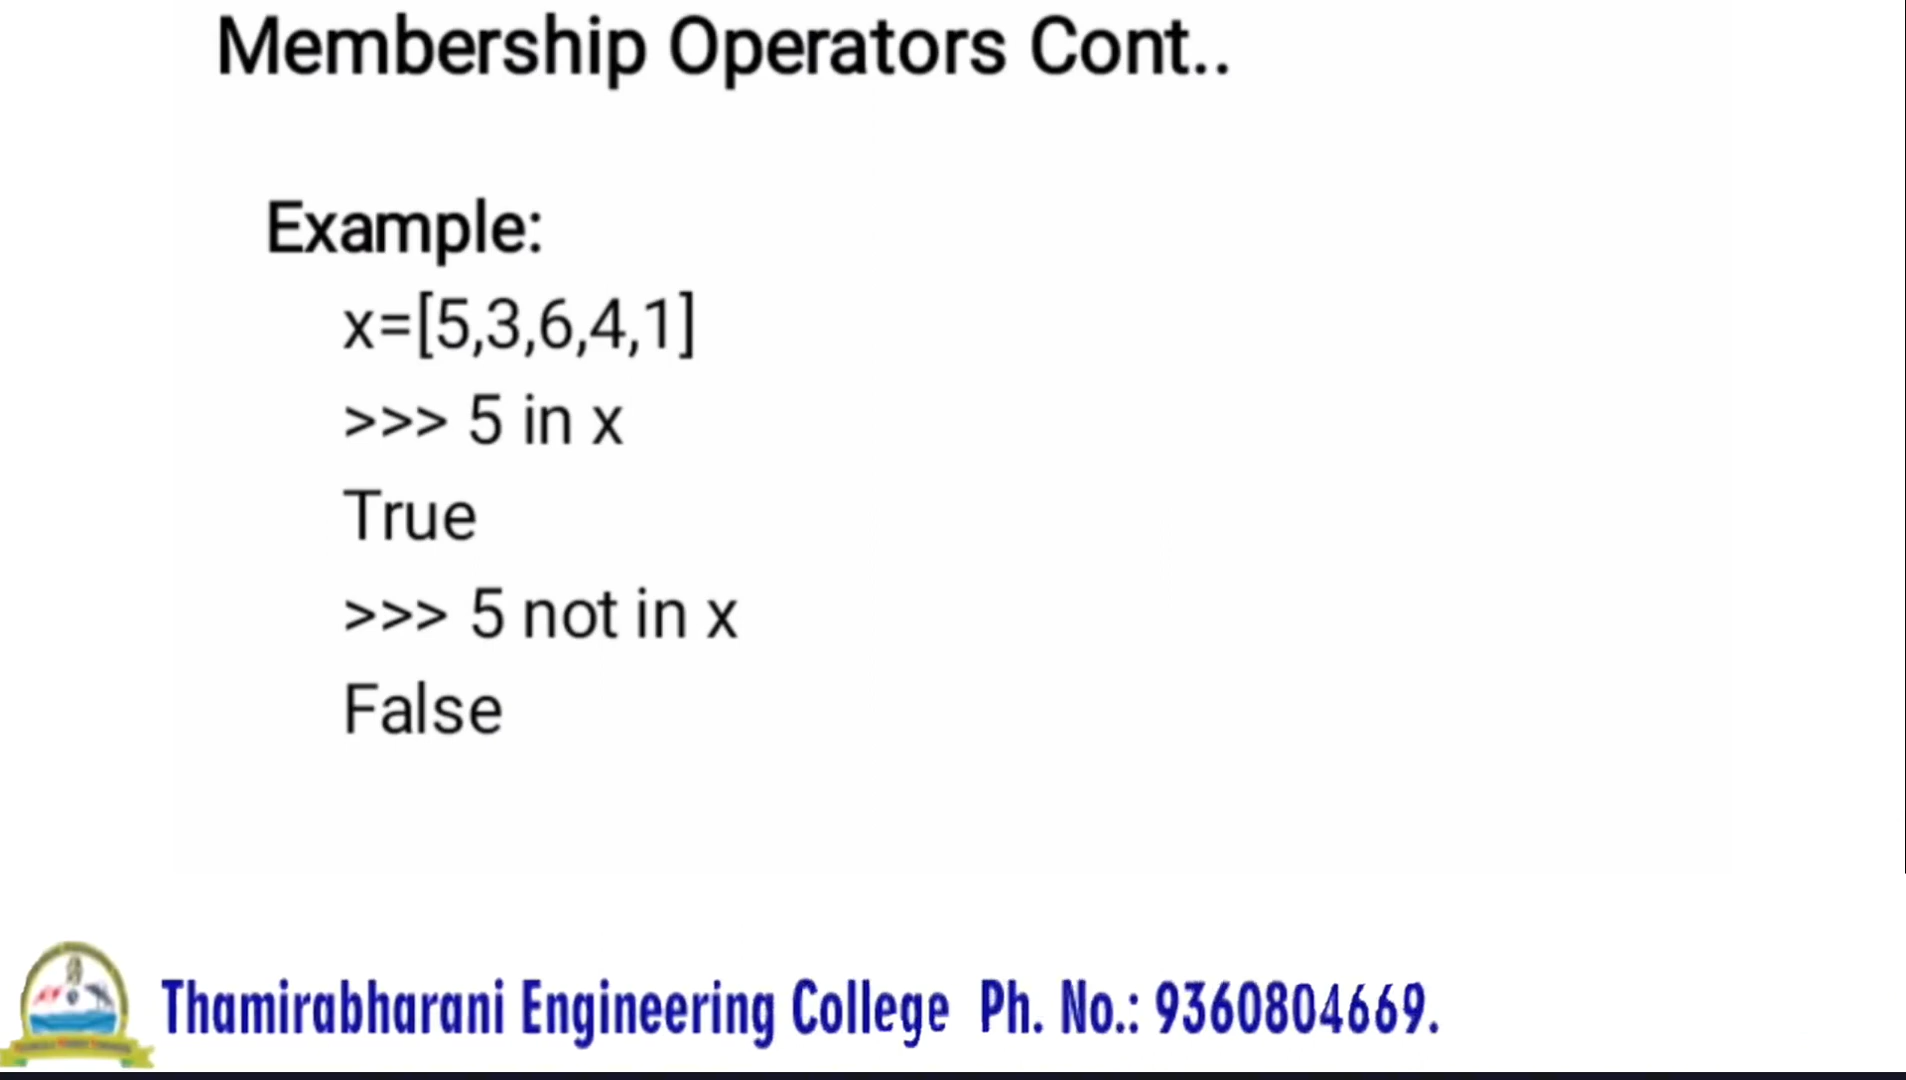 Membership Operators Cont..
Example:
x=[5,3,6,4,1]
>>> 5 in x
True
>>> 5 not in x
False
Thamirabharani Engineering College Ph. No.: 9360804669.